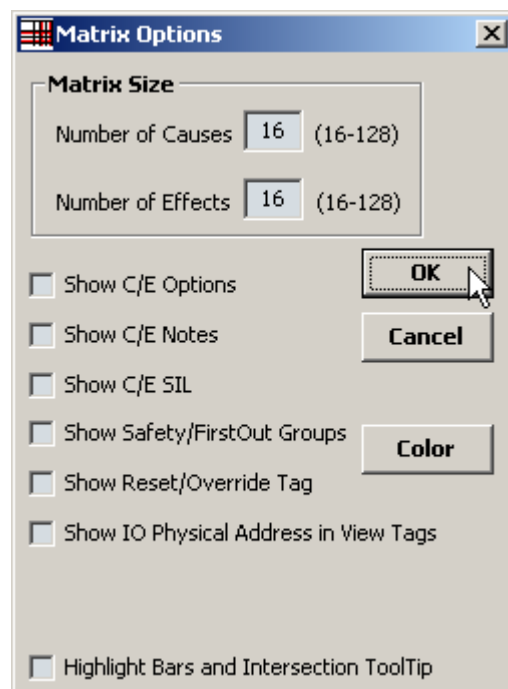 Matrix Options
Matrix Size
Number of Causes 16 (16-128)
Number of Effects 16 (16-128)
OK
Show C/E Options
Show C/E Notes
Cancel
Show C/E SIL
Show Safety/FirstOut Groups
Color
Show Reset/Override Tag
Show IO Physical Address in View Tags
Highlight Bars and Intersection ToolTip